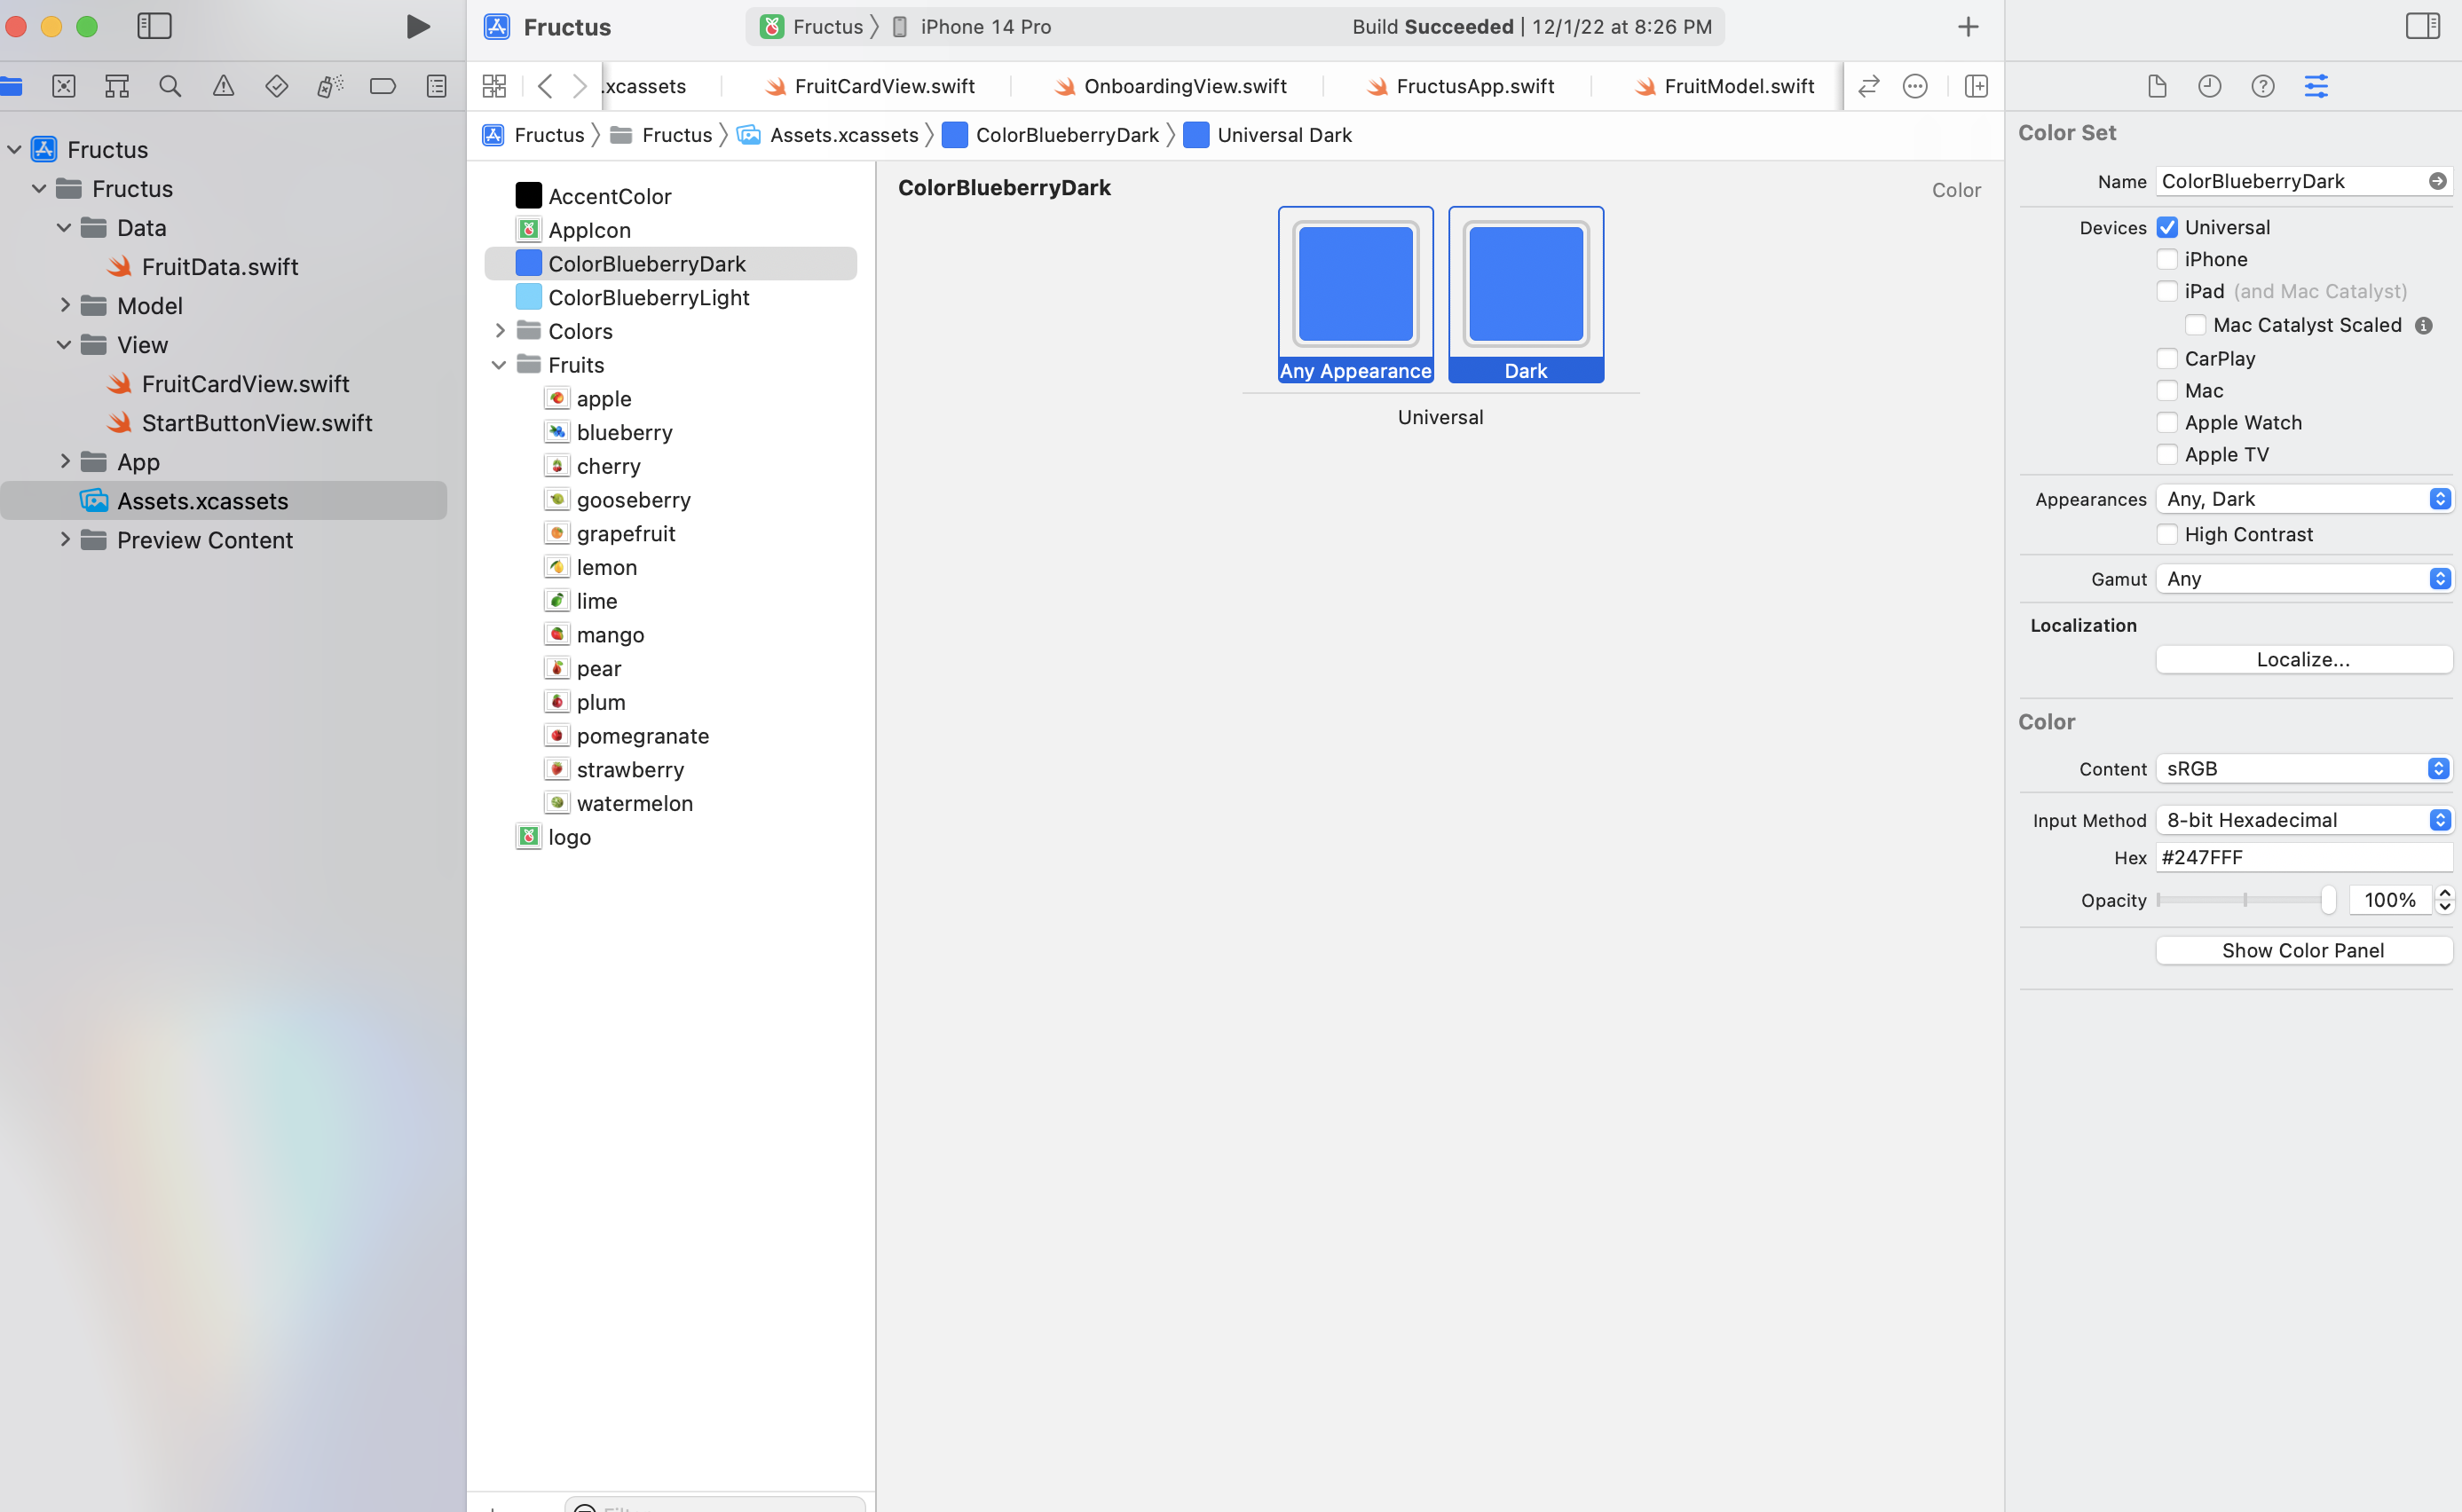 Fructus
Fructus
iPhone 14 Pro
Build Succeeded | 12/1/22 at 8:26 PM
.xcassets
FruitCardView.swift
OnboardingView.swift
FructusApp.swift
FruitModel.swift
Fructus
Fructus
Assets.xcassets
ColorBlueberryDark
Universal Dark
Fructus
Fructus
Data
FruitData.swift
Model
View
FruitCardView.swift
StartButtonView.swift
App
Assets.xcassets
Preview Content
AccentColor
AppIcon
ColorBlueberryDark
ColorBlueberryLight
Colors
Fruits
apple
blueberry
cherry
gooseberry
grapefruit
lemon
lime
mango
pear
plum
pomegranate
strawberry
watermelon
logo
ColorBlueberryDark
Color
Any Appearance
Dark
Universal
Color Set
Name ColorBlueberryDark
Devices Universal
iPhone
iPad (and Mac Catalyst)
Mac Catalyst Scaled
CarPlay
Mac
Apple Watch
Apple TV
Appearances Any, Dark
High Contrast
Gamut Any
Localization
Localize...
Color
Content sRGB
Input Method 8-bit Hexadecimal
Hex #247FFF
Opacity 100%
Show Color Panel